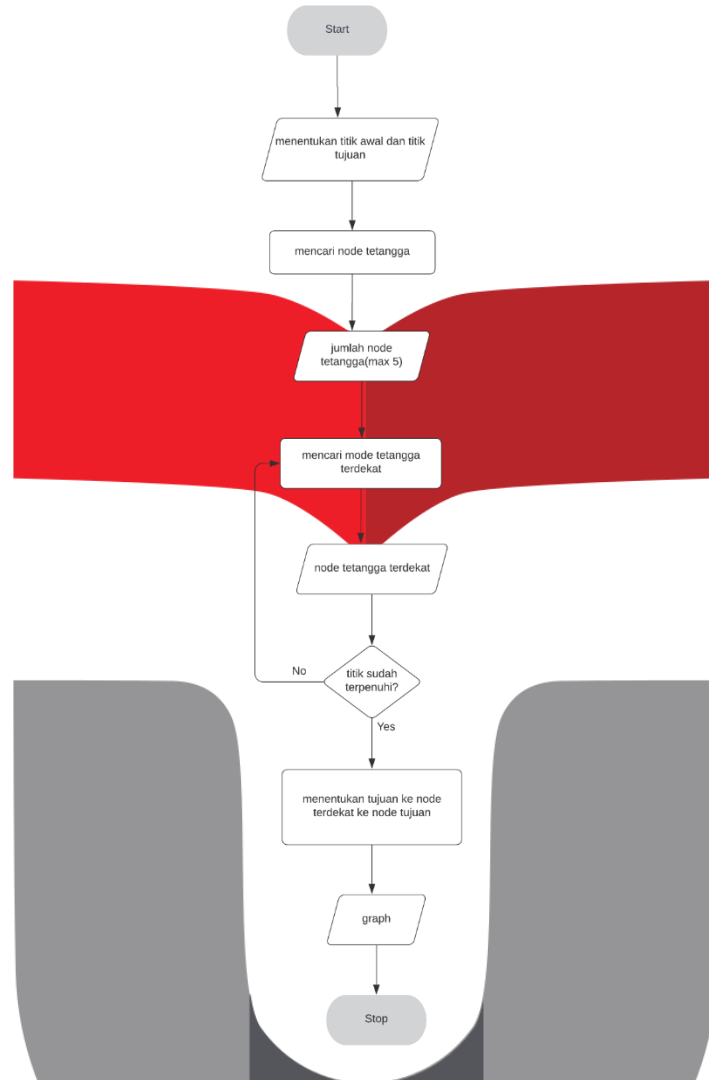 Start
menentukan titik awal dan titik
tujuan
mencari node tetangga
jumlah node
tetangga(max 5)
mencari mode tetangga
terdekat
node tetangga terdekat
No
titik sudah
terpenuhi?
Yes
menentukan tujuan ke node
terdekat ke node tujuan
graph
Stop